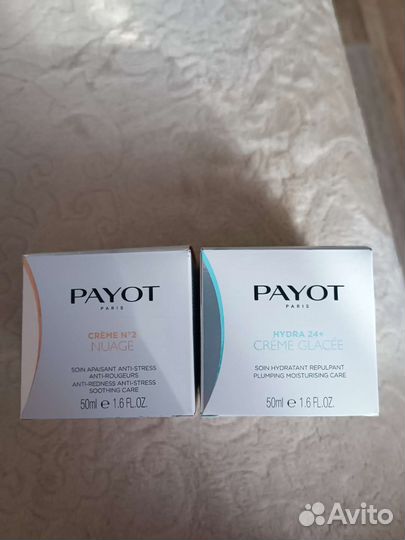 PAYOT
PARIS
CRÈME N°2
NUAGE
SOIN APAISANT ANTI-STRESS
ANTI-ROUGEURS
ANTI-REDNESS ANTI-STRESS
SOOTHING CARE
50ml e 1.6 FL.OZ.
PAYOT
PARIS
HYDRA 24+
CRÈME GLACÉE
SOIN HYDRATANT REPULPANT
PLUMPING MOISTURISING CARE
50ml e 1.6 FL.OZ.
Avito